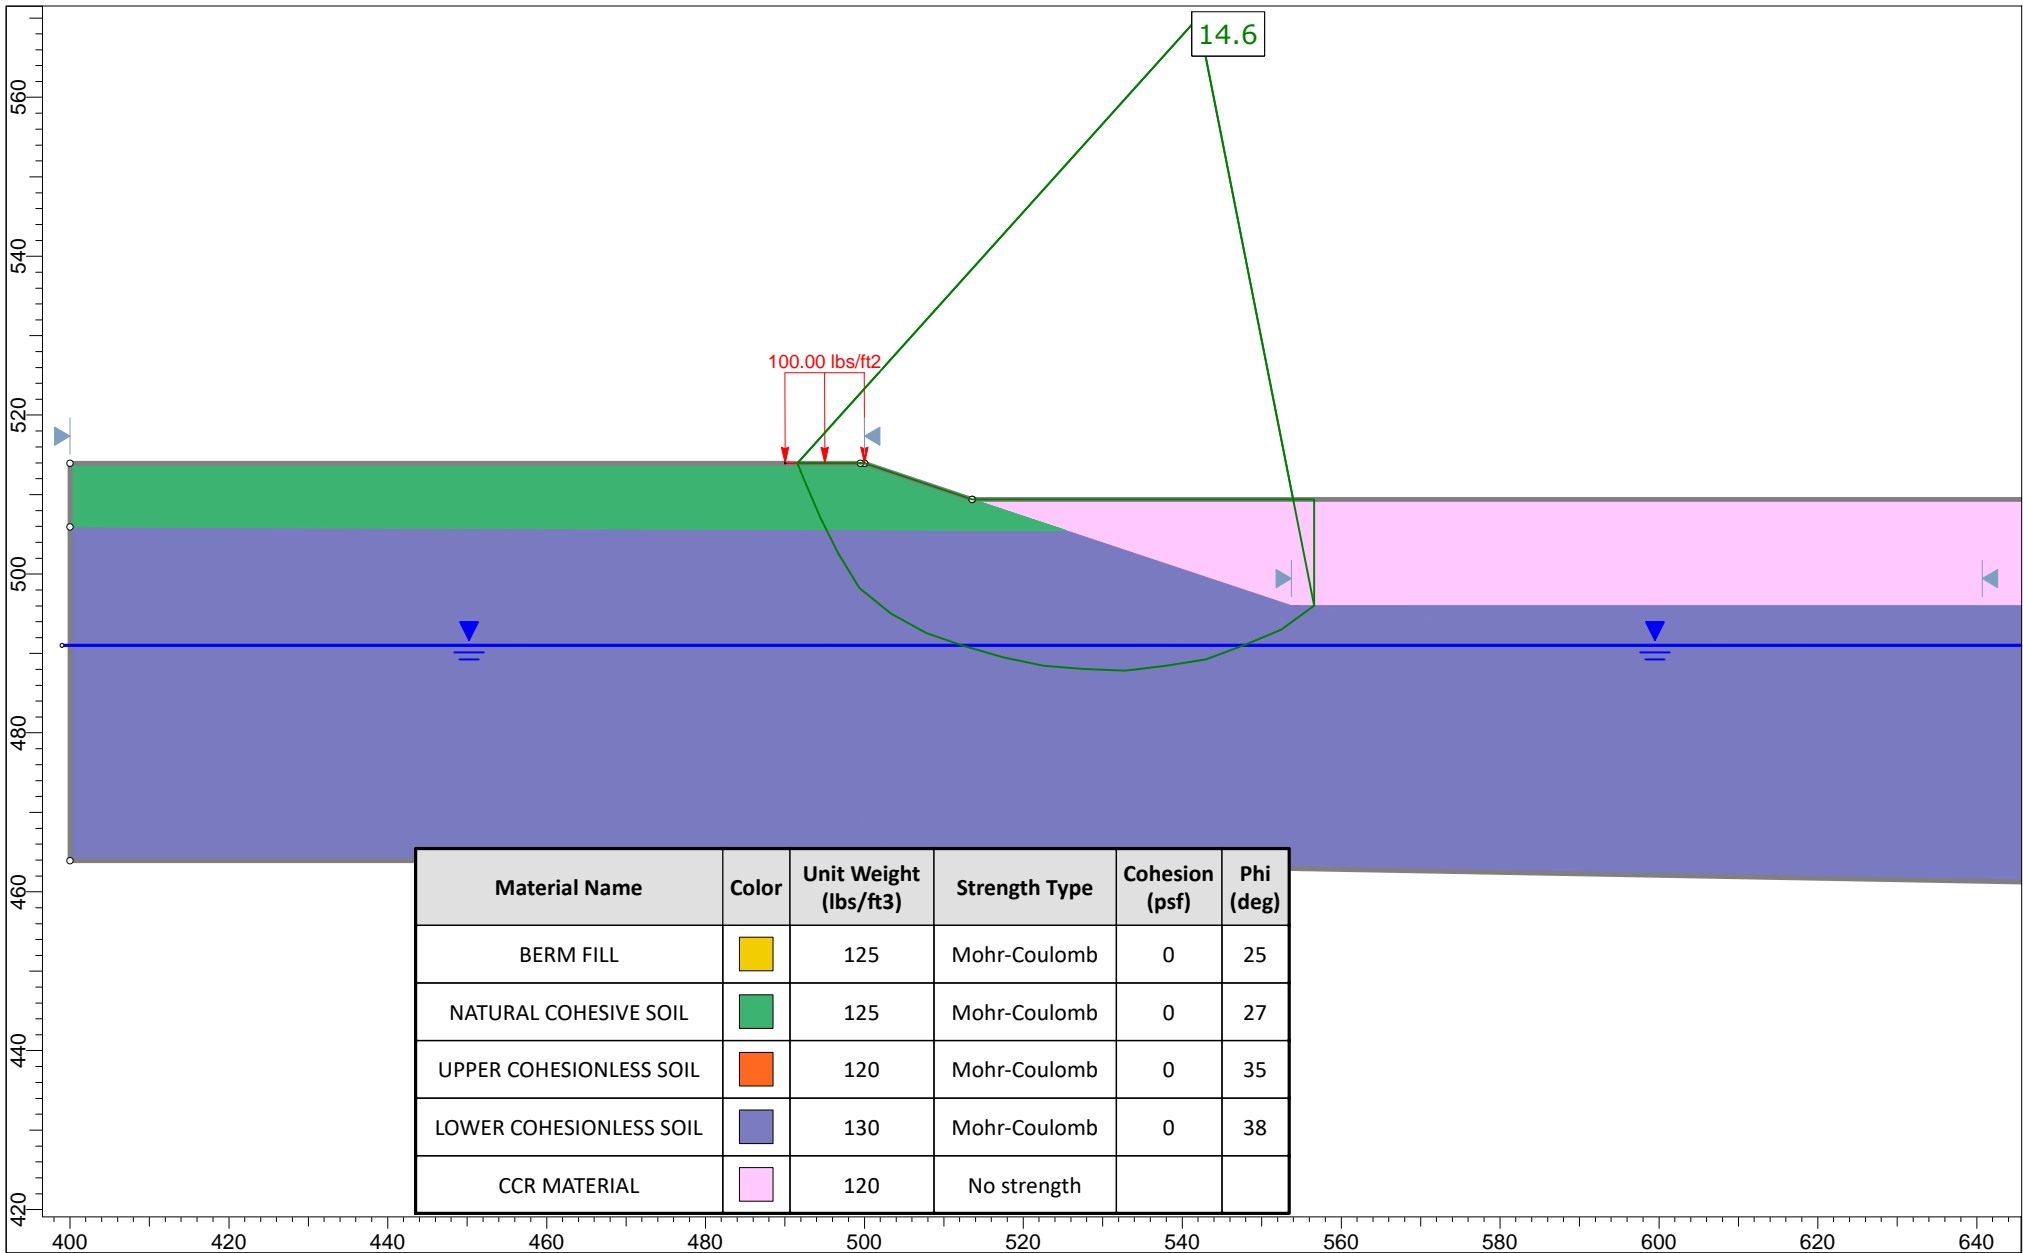 14.6
100.00 lbs/ft2
560
540
520
500
480
460
440
420
Material Name Color Unit Weight (lbs/ft3) Strength Type Cohesion (psf) Phi (deg)
BERM FILL 125 Mohr-Coulomb 0 25
NATURAL COHESIVE SOIL 125 Mohr-Coulomb 0 27
UPPER COHESIONLESS SOIL 120 Mohr-Coulomb 0 35
LOWER COHESIONLESS SOIL 130 Mohr-Coulomb 0 38
CCR MATERIAL 120 No strength
400 420 440 460 480 500 520 540 560 580 600 620 640